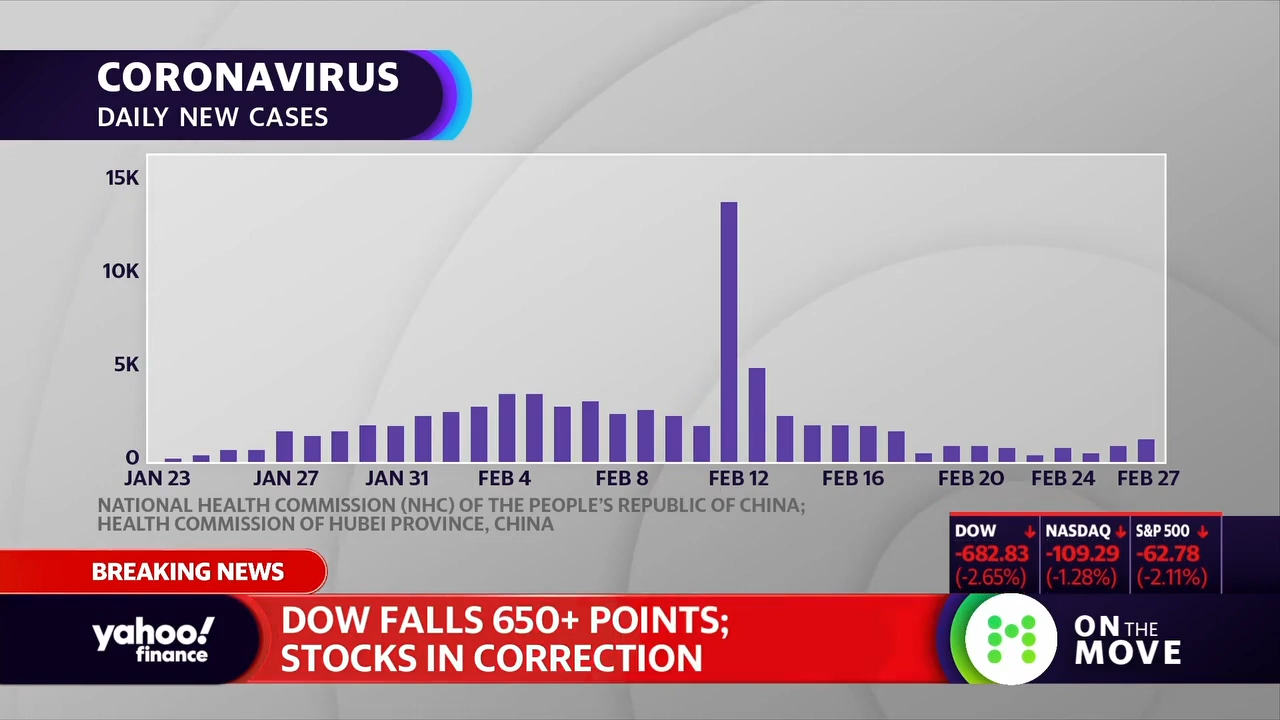 CORONAVIRUS
DAILY NEW CASES
15K
10K
5K
0
JAN 23 JAN 27 JAN 31 FEB 4 FEB 8 FEB 12 FEB 16 FEB 20 FEB 24 FEB 27
NATIONAL HEALTH COMMISSION (NHC) OF THE PEOPLE'S REPUBLIC OF CHINA;
HEALTH COMMISSION OF HUBEI PROVINCE, CHINA
DOW NASDAQ S&P 500
-682.83 -109.29 -62.78
(-2.65%) (-1.28%) (-2.11%)
BREAKING NEWS
yahoo!
finance
DOW FALLS 650+ POINTS;
STOCKS IN CORRECTION
ON THE
MOVE